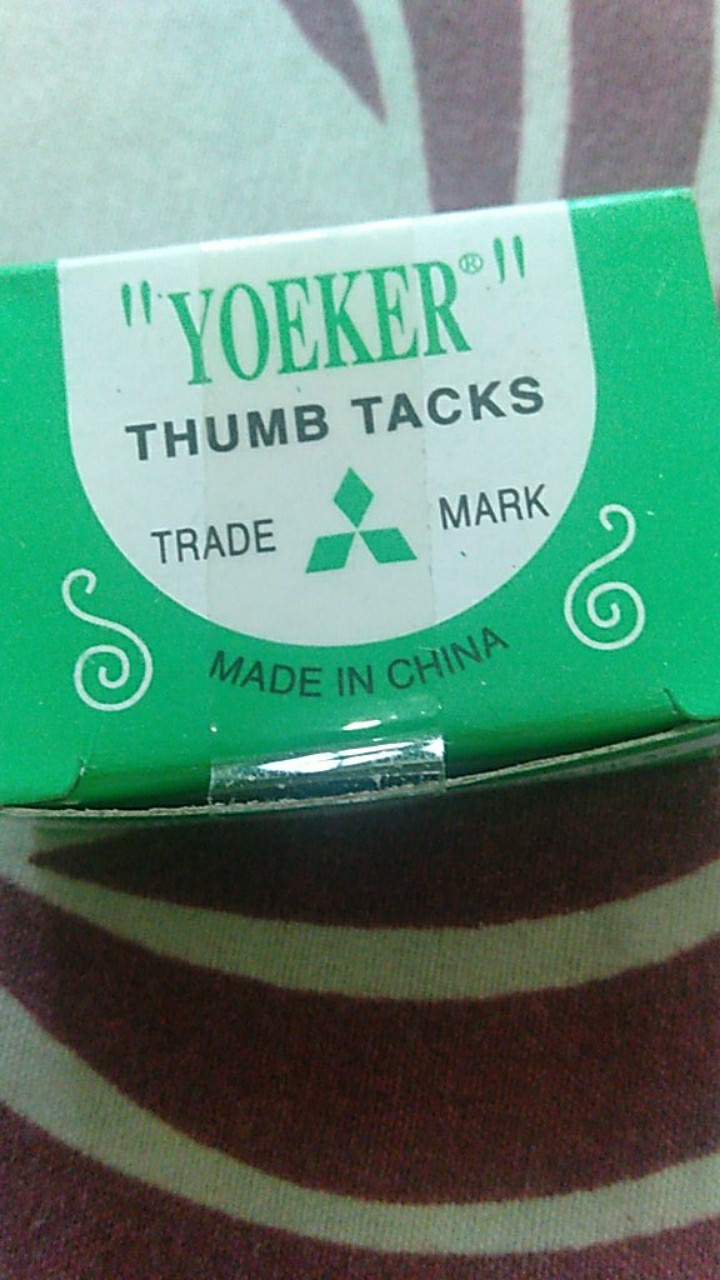 "YOEKER®"
THUMB TACKS
TRADE MARK
MADE IN CHINA